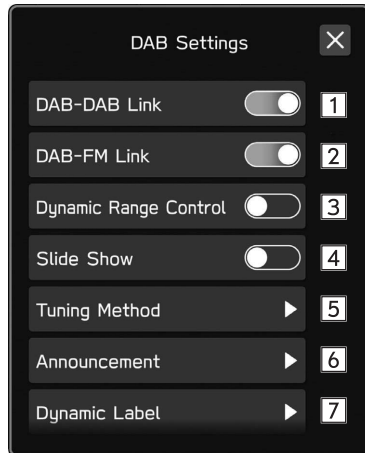 DAB Settings
DAB-DAB Link 1
DAB-FM Link 2
Dynamic Range Control 3
Slide Show 4
Tuning Method 5
Announcement 6
Dynamic Label 7